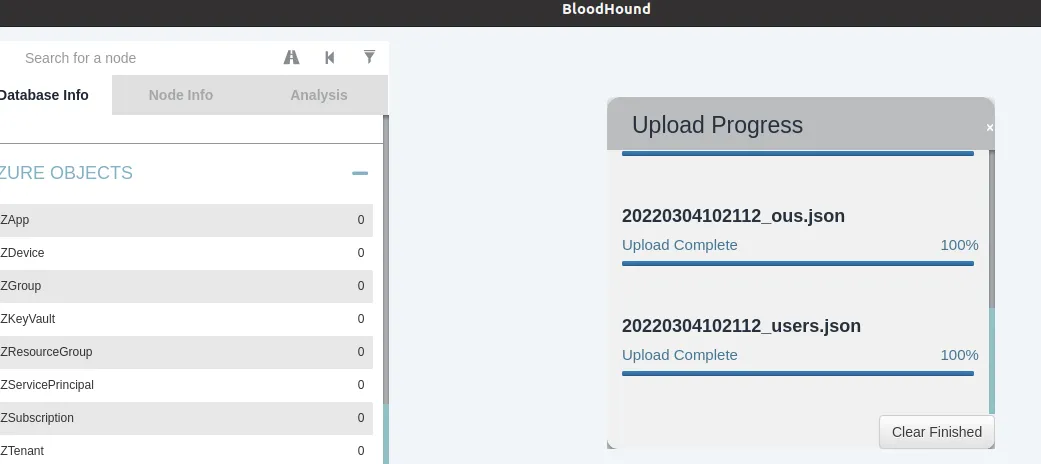 BloodHound
Search for a node
Database Info Node Info Analysis
ZURE OBJECTS
ZApp 0
ZDevice 0
ZGroup 0
ZKeyVault 0
ZResourceGroup 0
ZServicePrincipal 0
ZSubscription 0
ZTenant 0
Upload Progress ×
20220304102112_ous.json
Upload Complete 100%
20220304102112_users.json
Upload Complete 100%
Clear Finished